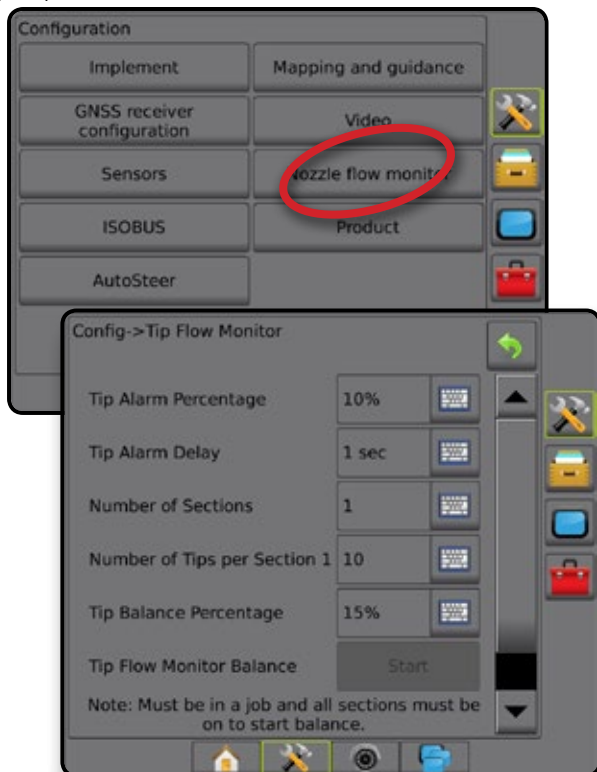 Configuration
Implement
Mapping and guidance
GNSS receiver
configuration
Video
Sensors
Nozzle flow monitor
ISOBUS
Product
AutoSteer
Config->Tip Flow Monitor
Tip Alarm Percentage
10%
Tip Alarm Delay
1 sec
Number of Sections
1
Number of Tips per Section 1
10
Tip Balance Percentage
15%
Tip Flow Monitor Balance
Start
Note: Must be in a job and all sections must be
on to start balance.